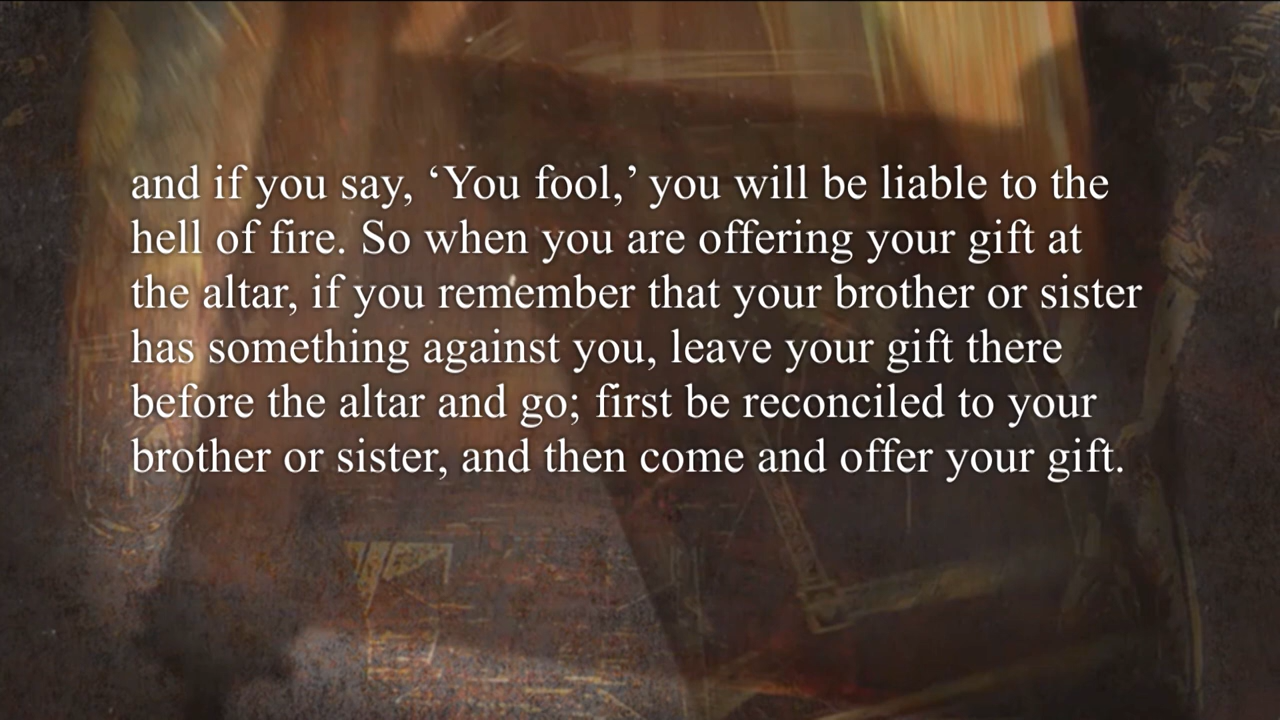 and if you say, ‘You fool,’ you will be liable to the
hell of fire. So when you are offering your gift at
the altar, if you remember that your brother or sister
has something against you, leave your gift there
before the altar and go; first be reconciled to your
brother or sister, and then come and offer your gift.